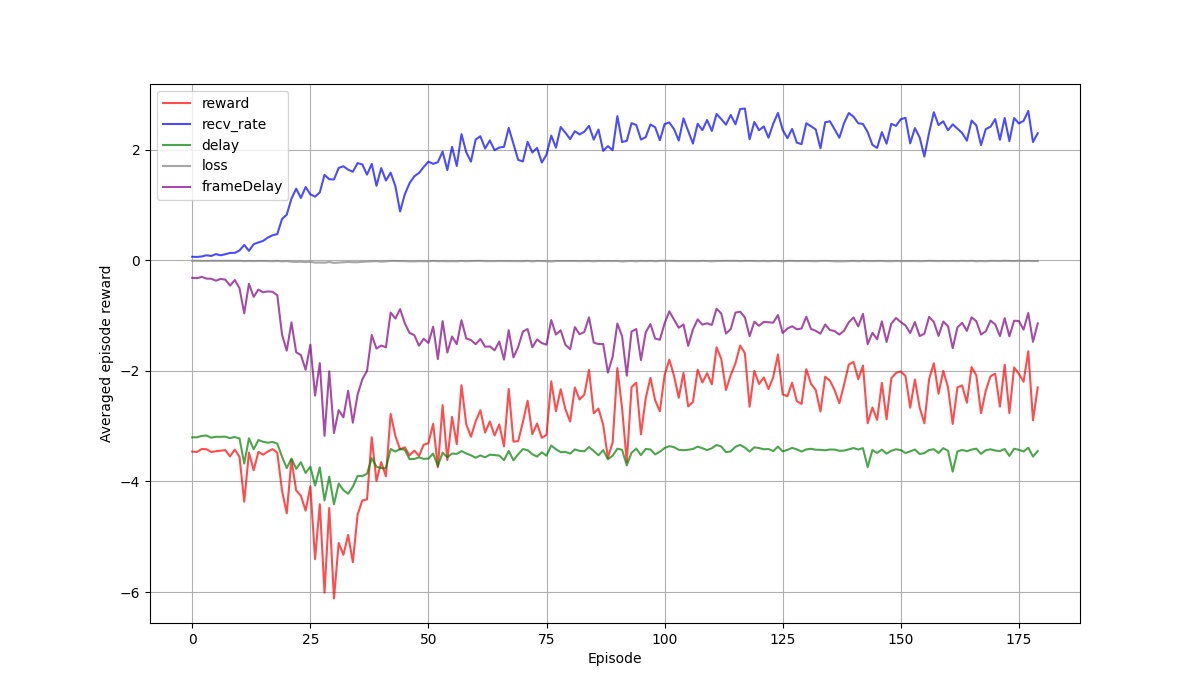 reward
recv_rate
delay
loss
frameDelay
2
0
−2
−4
−6
Averaged episode reward
0 25 50 75 100 125 150 175
Episode